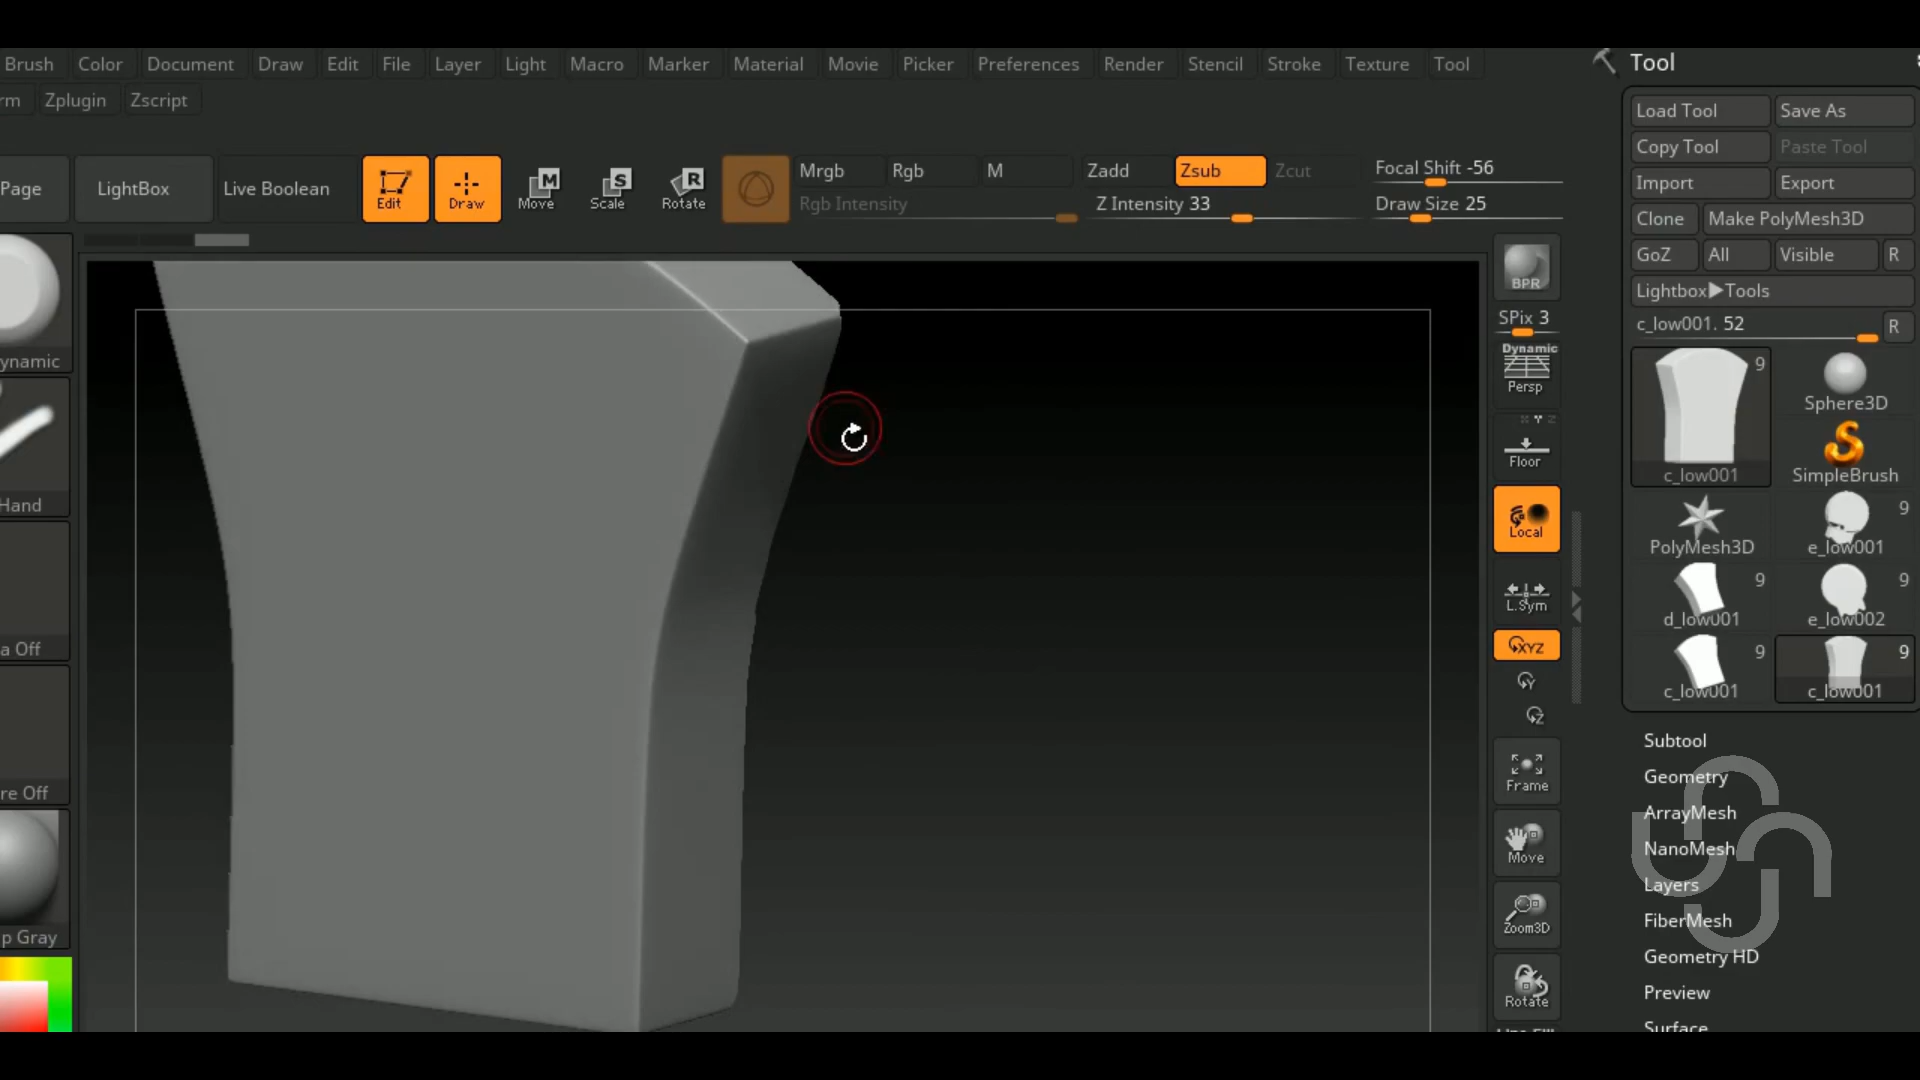 Brush Color Document Draw Edit File Layer Light Macro Marker Material Movie Picker Preferences Render Stencil Stroke Texture Tool
rm Zplugin Zscript
Page LightBox Live Boolean Edit Draw Move Scale Rotate
M S R
Mrgb Rgb M Zadd Zsub Zcut Focal Shift -56
Rgb Intensity Z Intensity 33 Draw Size 25
ynamic
Hand
a Off
re Off
p Gray
BPR
SPix 3
Dynamic
Persp
Floor
Local
L.Sym
XYZ
Y
Z
Frame
Move
Zoom3D
Rotate
Tool
Load Tool Save As
Copy Tool Paste Tool
Import Export
Clone Make PolyMesh3D
GoZ All Visible R
Lightbox▶Tools
c_low001. 52 R
9
c_low001
Sphere3D
SimpleBrush
PolyMesh3D
9
e_low001
9
d_low001
9
e_low002
9
c_low001
9
c_low001
Subtool
Geometry
ArrayMesh
NanoMesh
Layers
FiberMesh
Geometry HD
Preview
Surface